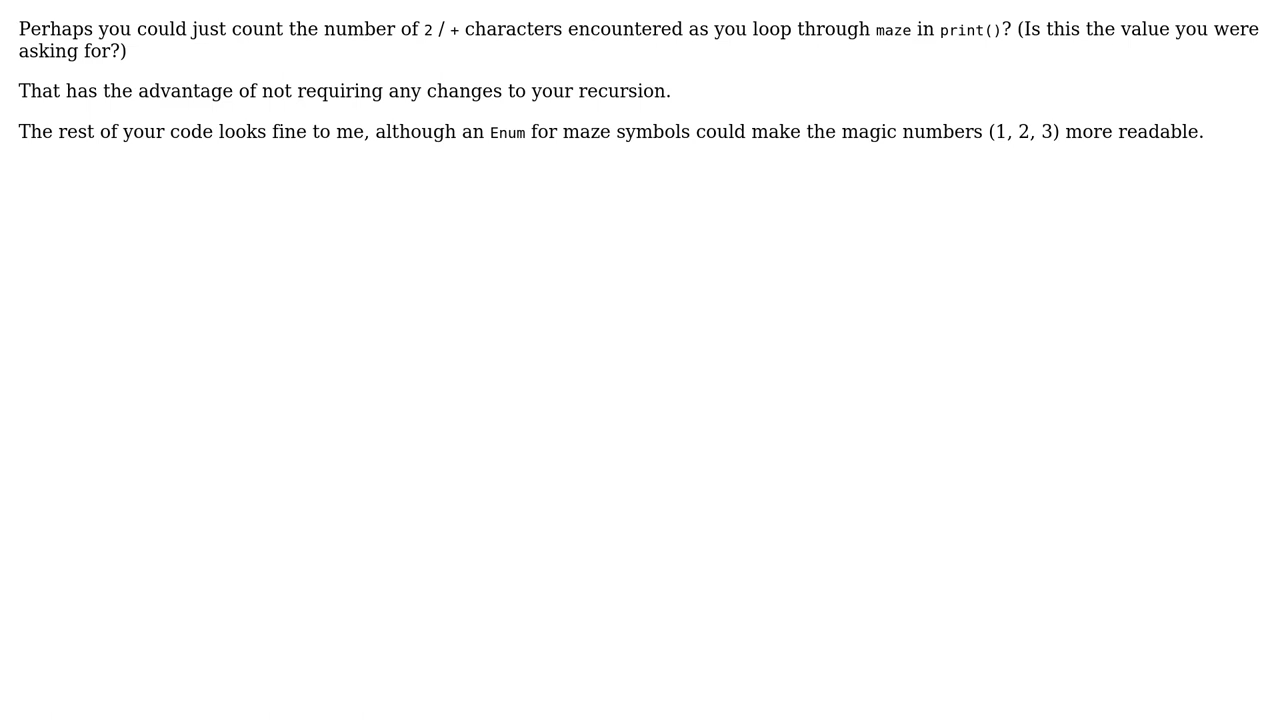 Perhaps you could just count the number of 2 / + characters encountered as you loop through maze in print()? (Is this the value you were
asking for?)
That has the advantage of not requiring any changes to your recursion.
The rest of your code looks fine to me, although an Enum for maze symbols could make the magic numbers (1, 2, 3) more readable.